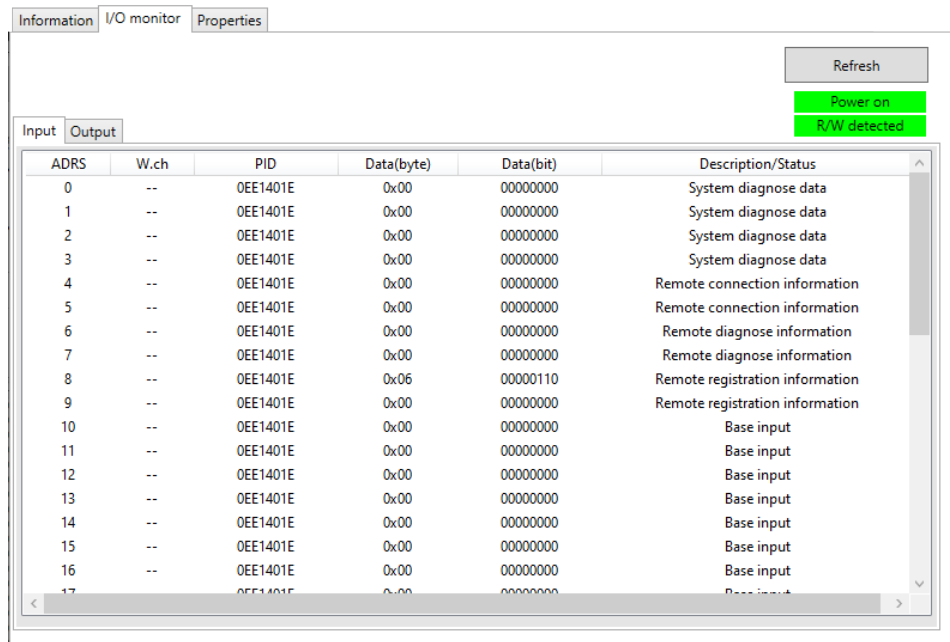 Information I/O monitor Properties
Refresh
Power on
R/W detected
Input Output
ADRS W.ch PID Data(byte) Data(bit) Description/Status
0 -- 0EE1401E 0x00 00000000 System diagnose data
1 -- 0EE1401E 0x00 00000000 System diagnose data
2 -- 0EE1401E 0x00 00000000 System diagnose data
3 -- 0EE1401E 0x00 00000000 System diagnose data
4 -- 0EE1401E 0x00 00000000 Remote connection information
5 -- 0EE1401E 0x00 00000000 Remote connection information
6 -- 0EE1401E 0x00 00000000 Remote diagnose information
7 -- 0EE1401E 0x00 00000000 Remote diagnose information
8 -- 0EE1401E 0x06 00000110 Remote registration information
9 -- 0EE1401E 0x00 00000000 Remote registration information
10 -- 0EE1401E 0x00 00000000 Base input
11 -- 0EE1401E 0x00 00000000 Base input
12 -- 0EE1401E 0x00 00000000 Base input
13 -- 0EE1401E 0x00 00000000 Base input
14 -- 0EE1401E 0x00 00000000 Base input
15 -- 0EE1401E 0x00 00000000 Base input
16 -- 0EE1401E 0x00 00000000 Base input
17 -- 0EE1401E 0x00 00000000 Base input